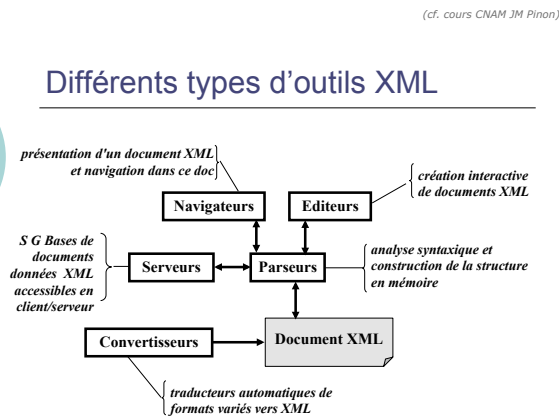 (cf. cours CNAM JM Pinon)
Différents types d'outils XML
présentation d'un document XML
et navigation dans ce doc
création interactive
de documents XML
Navigateurs
Editeurs
S G Bases de
documents
données XML
accessibles en
client/serveur
Serveurs
Parseurs
analyse syntaxique et
construction de la structure
en mémoire
Convertisseurs
Document XML
traducteurs automatiques de
formats variés vers XML